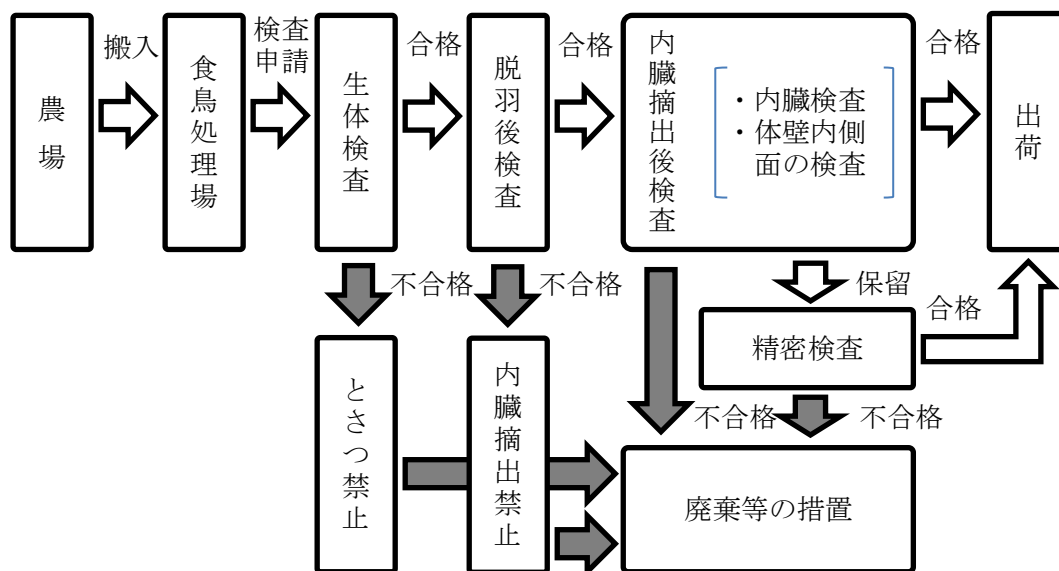 農場
搬入
食鳥処理場
検査
申請
生体検査
合格
脱羽後検査
合格
内臓摘出後検査
・内臓検査
・体壁内側
面の検査
合格
出荷
不合格
不合格
保留
精密検査
合格
とさつ禁止
内臓摘出禁止
不合格
不合格
廃棄等の措置